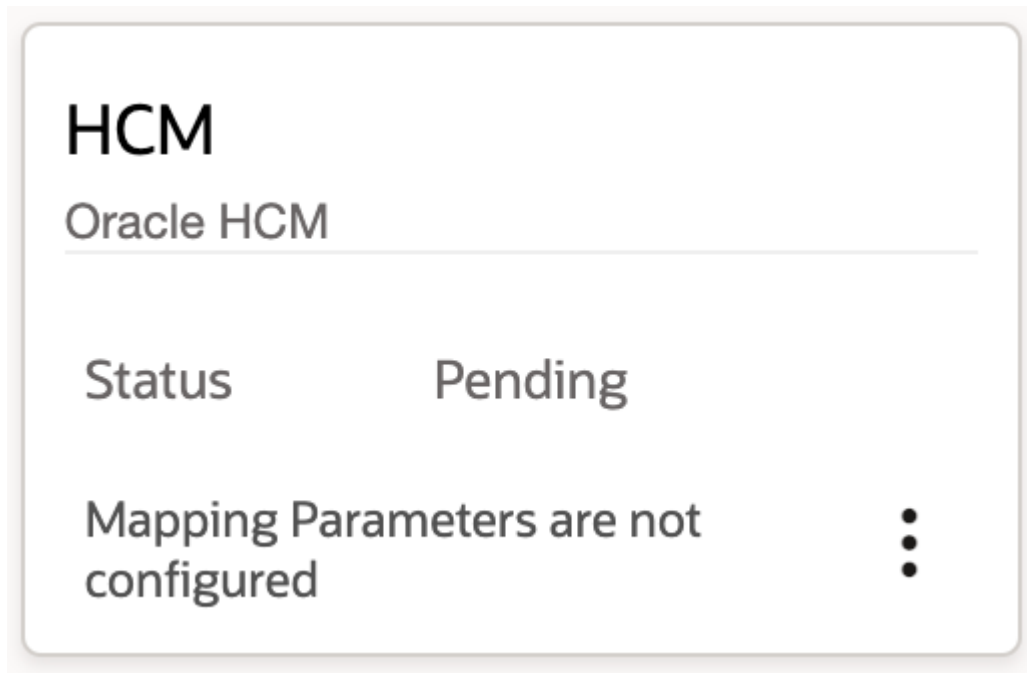 HCM
Oracle HCM
Status Pending
Mapping Parameters are not
configured